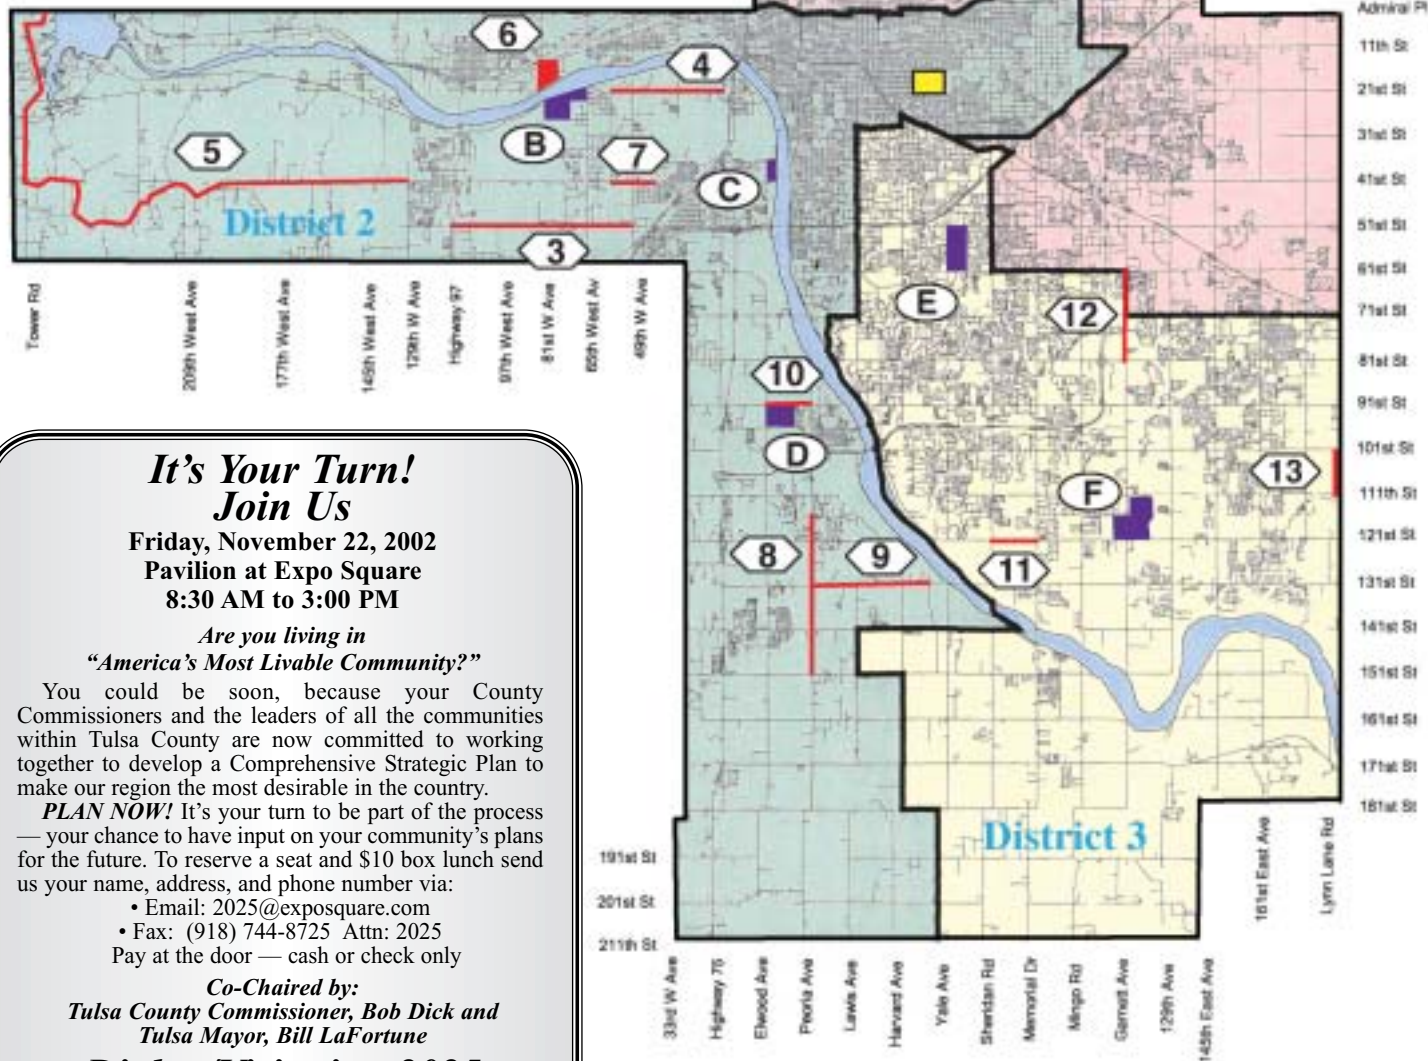 Admiral Pl
11th St
21st St
31st St
41st St
51st St
61st St
71st St
81st St
91st St
101st St
111th St
121st St
131st St
141st St
151st St
161st St
171st St
181st St
6
4
5
B
7
C
District 2
3
E
12
10
D
F
13
8
9
11
District 3
Tower Rd
209th West Ave
177th West Ave
145th West Ave
129th W Ave
Highway 97
97th West Ave
81st W Ave
65th West Av
49th W Ave
191st St
201st St
211th St
33rd W Ave
Highway 75
Elwood Ave
Peoria Ave
Lewis Ave
Harvard Ave
Yale Ave
Sheridan Rd
Memorial Dr
Mingo Rd
Garnett Ave
129th Ave
145th East Ave
161st East Ave
Lynn Lane Rd
It's Your Turn!
Join Us
Friday, November 22, 2002
Pavilion at Expo Square
8:30 AM to 3:00 PM
Are you living in
“America's Most Livable Community?”
You could be soon, because your County
Commissioners and the leaders of all the communities
within Tulsa County are now committed to working
together to develop a Comprehensive Strategic Plan to
make our region the most desirable in the country.
PLAN NOW! It's your turn to be part of the process
— your chance to have input on your community's plans
for the future. To reserve a seat and $10 box lunch send
us your name, address, and phone number via:
• Email: 2025@exposquare.com
• Fax: (918) 744-8725 Attn: 2025
Pay at the door — cash or check only
Co-Chaired by:
Tulsa County Commissioner, Bob Dick and
Tulsa Mayor, Bill LaFortune